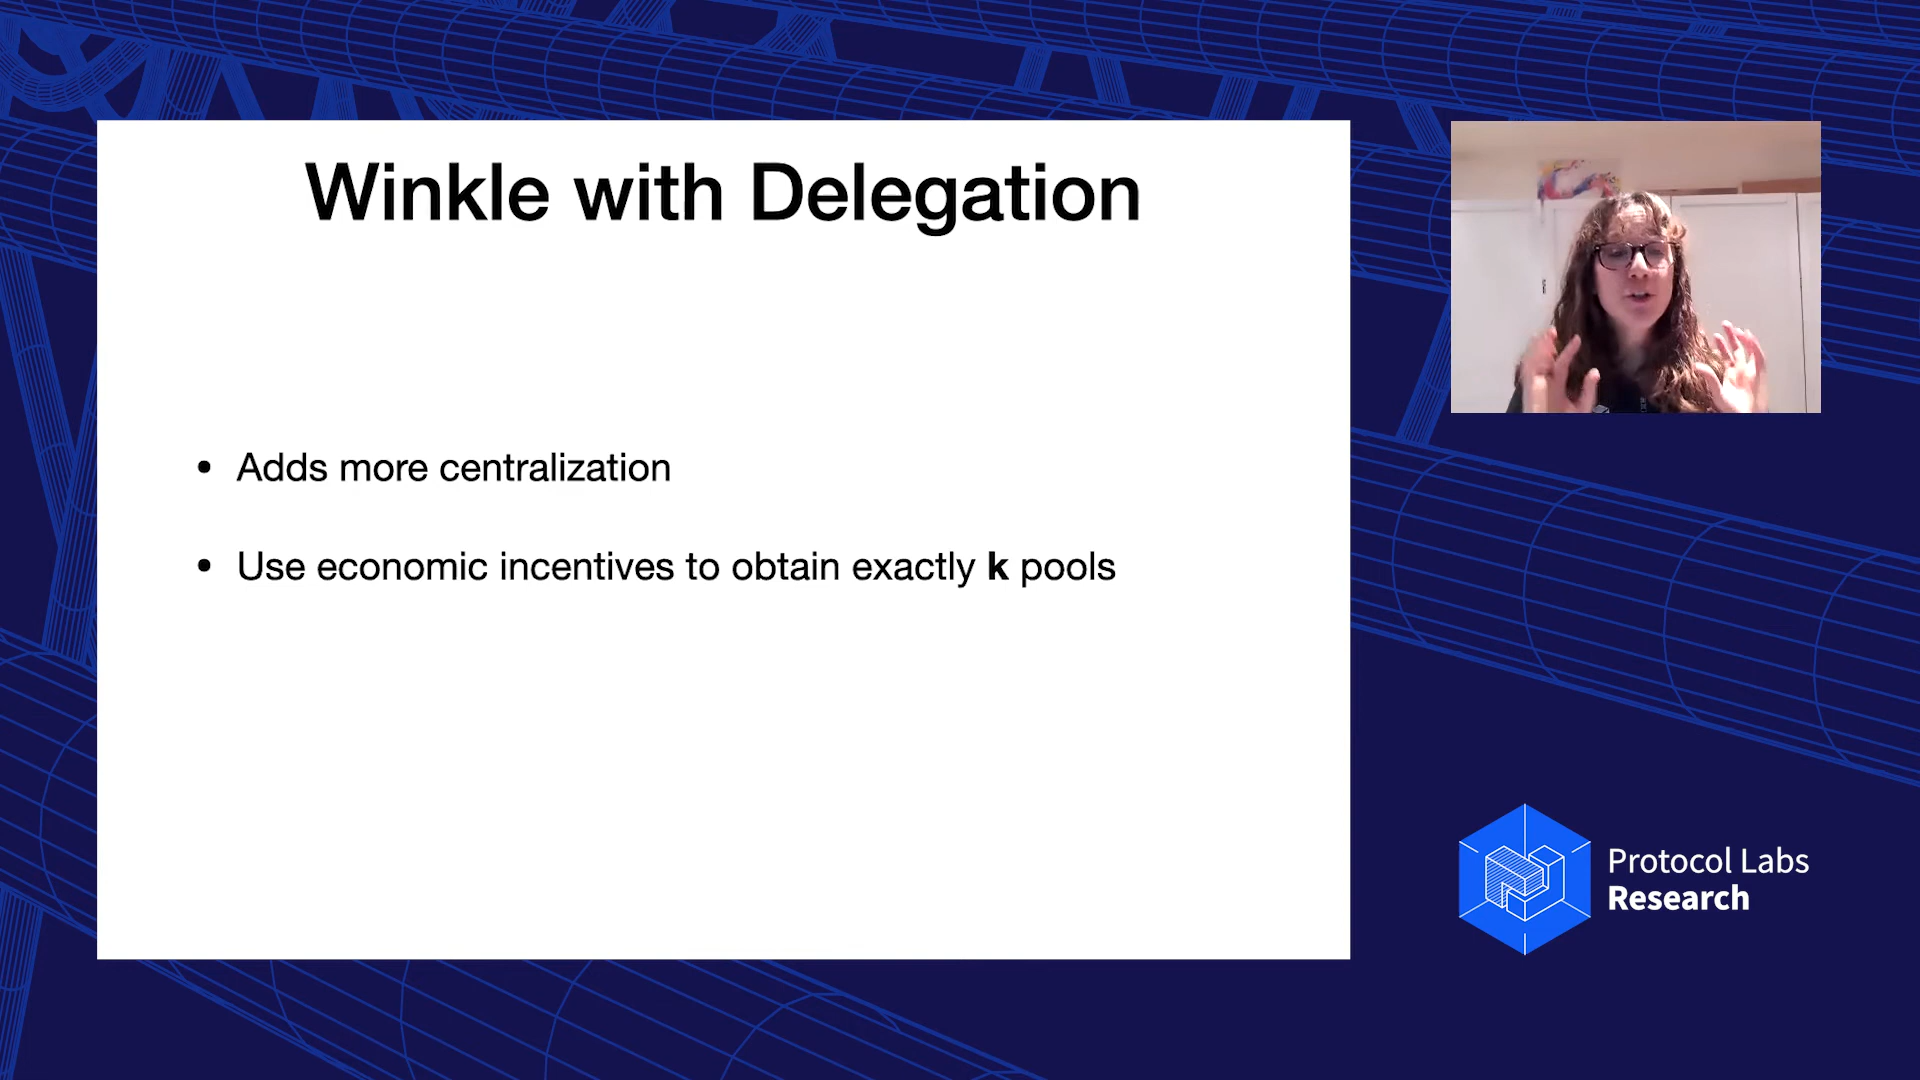 Winkle with Delegation
• Adds more centralization
• Use economic incentives to obtain exactly k pools
Protocol Labs
Research